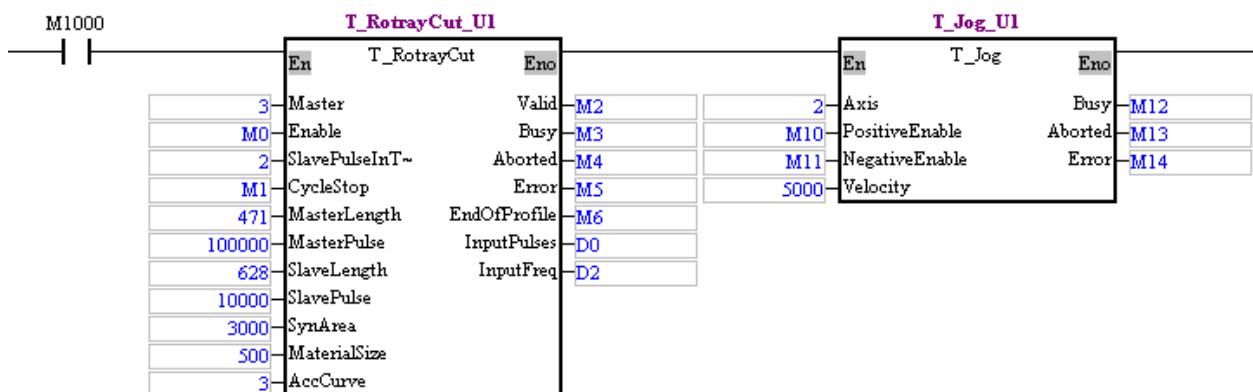 M1000
T_RotrayCut_U1
T_Jog_U1
En T_RotrayCut Eno
En T_Jog Eno
3 Master Valid M2
2 Axis Busy M12
M0 Enable Busy M3
M10 PositiveEnable Aborted M13
2 SlavePulseInT~ Aborted M4
M11 NegativeEnable Error M14
M1 CycleStop Error M5
5000 Velocity
471 MasterLength EndOfProfile M6
100000 MasterPulse InputPulses D0
628 SlaveLength InputFreq D2
10000 SlavePulse
3000 SynArea
500 MaterialSize
3 AccCurve